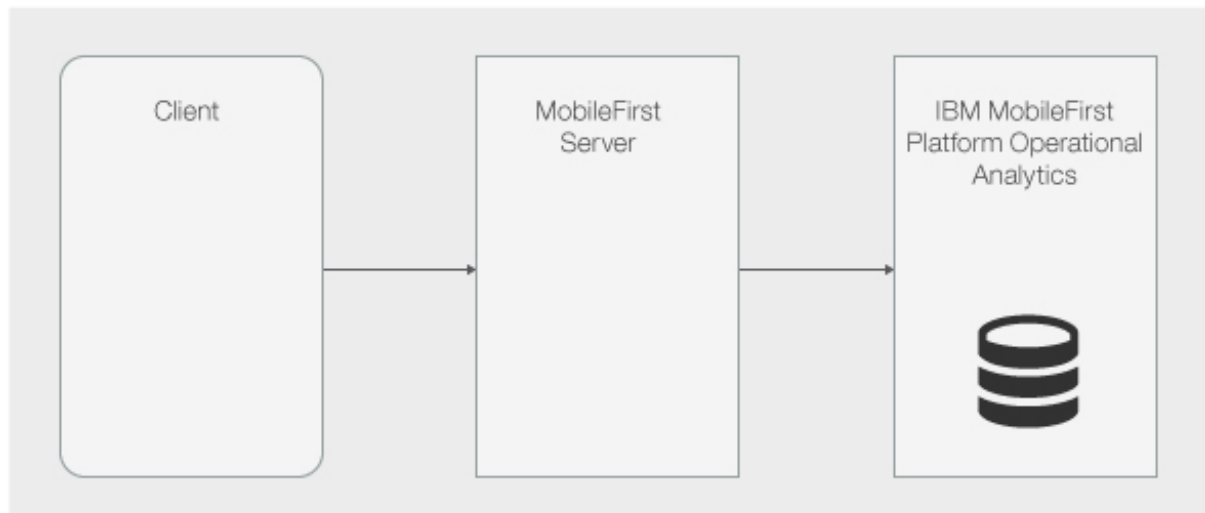 Client
MobileFirst
Server
IBM MobileFirst
Platform Operational
Analytics